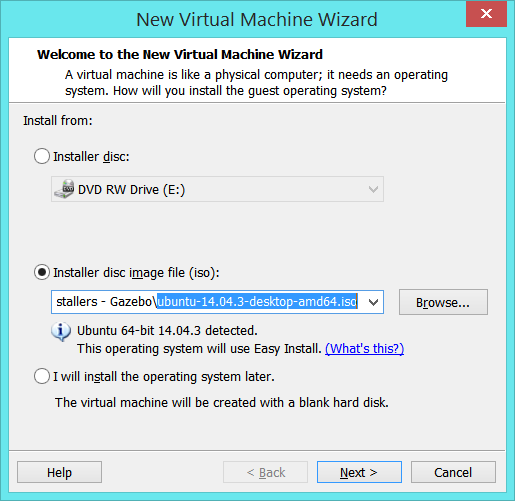 New Virtual Machine Wizard
Welcome to the New Virtual Machine Wizard
A virtual machine is like a physical computer; it needs an operating
system. How will you install the guest operating system?
Install from:
Installer disc:
DVD RW Drive (E:)
Installer disc image file (iso):
stallers - Gazebo\ubuntu-14.04.3-desktop-amd64.iso
Browse...
Ubuntu 64-bit 14.04.3 detected.
This operating system will use Easy Install. (What's this?)
I will install the operating system later.
The virtual machine will be created with a blank hard disk.
Help
< Back
Next >
Cancel